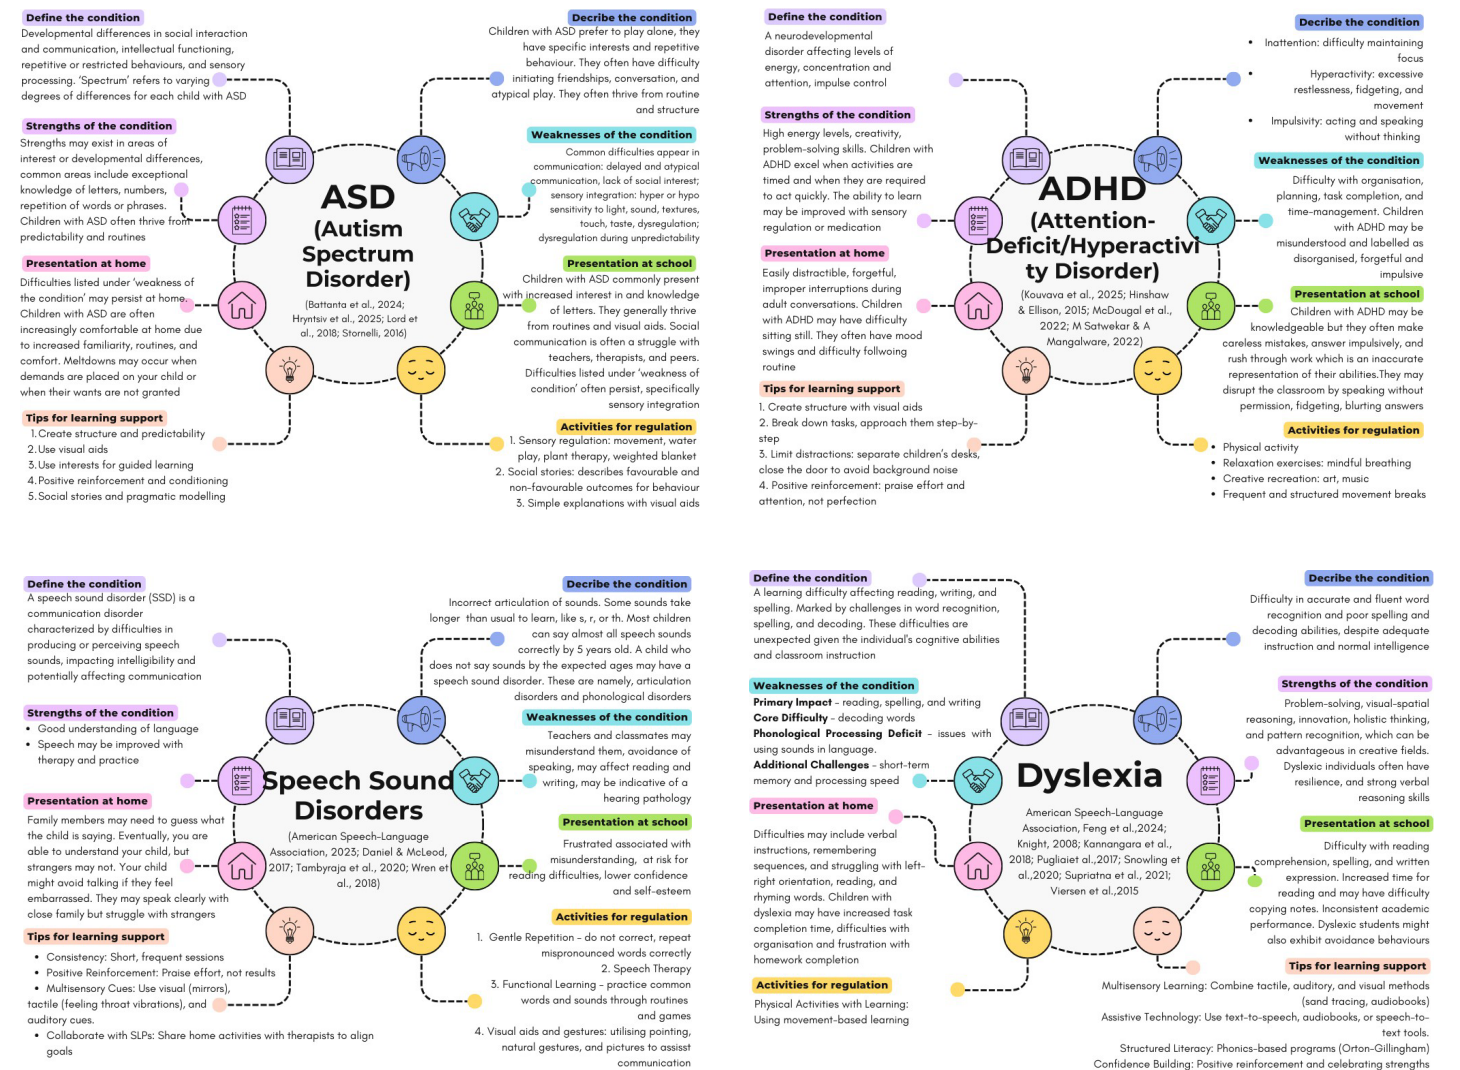 Define the condition
Developmental differences in social interaction
and communication, intellectual functioning,
repetitive or restricted behaviours, and sensory
processing. 'Spectrum' refers to varying
degrees of differences for each child with ASD
Strengths of the condition
Strengths may exist in areas of
interest or developmental differences,
common areas include exceptional
knowledge of letters, numbers,
repetition of words or phrases.
Children with ASD often thrive from
predictability and routines
Presentation at home
Difficulties listed under 'weakness of
the condition' may persist at home.
Children with ASD are often
increasingly comfortable at home due
to increased familiarity, routines, and
comfort. Meltdowns may occur when
demands are placed on your child or
when their wants are not granted
Tips for learning support
1. Create structure and predictability
2. Use visual aids
3. Use interests for guided learning
4. Positive reinforcement and conditioning
5. Social stories and pragmatic modelling
ASD
(Autism
Spectrum
Disorder)
(Battanta et al., 2024;
Hryntsiv et al., 2025; Lord et
al., 2018; Stornelli, 2016)
Decribe the condition
Children with ASD prefer to play alone, they
have specific interests and repetitive
behaviour. They often have difficulty
initiating friendships, conversation, and
atypical play. They often thrive from routine
and structure
Weaknesses of the condition
Common difficulties appear in
communication: delayed and atypical
communication, lack of social interest;
sensory integration: hyper or hypo
sensitivity to light, sound, textures,
touch, taste, dysregulation;
dysregulation during unpredictability
Presentation at school
Children with ASD commonly present
with increased interest in and knowledge
of letters. They generally thrive
from routines and visual aids. Social
communication is often a struggle with
teachers, therapists, and peers.
Difficulties listed under 'weakness of
condition' often persist, specifically
sensory integration
Activities for regulation
1. Sensory regulation: movement, water
play, plant therapy, weighted blanket
2. Social stories: describes favourable and
non-favourable outcomes for behaviour
3. Simple explanations with visual aids
Define the condition
A neurodevelopmental
disorder affecting levels of
energy, concentration and
attention, impulse control
Strengths of the condition
High energy levels, creativity,
problem-solving skills. Children with
ADHD excel when activities are
timed and when they are required
to act quickly. The ability to learn
may be improved with sensory
regulation or medication
Presentation at home
Easily distractible, forgetful,
improper interruptions during
adult conversations. Children
with ADHD may have difficulty
sitting still. They often have mood
swings and difficulty follwoing
routine
Tips for learning support
1. Create structure with visual aids
2. Break down tasks, approach them step-by-
step
3. Limit distractions: separate children's desks,
close the door to avoid background noise
4. Positive reinforcement: praise effort and
attention, not perfection
ADHD
(Attention-
Deficit/Hyperactivi
ty Disorder)
(Kouvava et al., 2025; Hinshaw
& Ellison, 2015; McDougal et al.,
2022; M Satwekar & A
Mangalware, 2022)
Decribe the condition
• Inattention: difficulty maintaining
focus
• Hyperactivity: excessive
restlessness, fidgeting, and
movement
• Impulsivity: acting and speaking
without thinking
Weaknesses of the condition
Difficulty with organisation,
planning, task completion, and
time-management. Children
with ADHD may be
misunderstood and labelled as
disorganised, forgetful and
impulsive
Presentation at school
Children with ADHD may be
knowledgeable but they often make
careless mistakes, answer impulsively, and
rush through work which is an inaccurate
representation of their abilities.They may
disrupt the classroom by speaking without
permission, fidgeting, blurting answers
Activities for regulation
• Physical activity
• Relaxation exercises: mindful breathing
• Creative recreation: art, music
• Frequent and structured movement breaks
Define the condition
A speech sound disorder (SSD) is a
communication disorder
characterized by difficulties in
producing or perceiving speech
sounds, impacting intelligibility and
potentially affecting communication
Strengths of the condition
• Good understanding of language
• Speech may be improved with
therapy and practice
Presentation at home
Family members may need to guess what
the child is saying. Eventually, you are
able to understand your child, but
strangers may not. Your child
might avoid talking if they feel
embarrassed. They may speak clearly with
close family but struggle with strangers
Tips for learning support
• Consistency: Short, frequent sessions
• Positive Reinforcement: Praise effort, not results
• Multisensory Cues: Use visual (mirrors),
tactile (feeling throat vibrations), and
auditory cues.
• Collaborate with SLPs: Share home activities with therapists to align
goals
Speech Sound
Disorders
(American Speech-Language
Association, 2023; Daniel & McLeod,
2017; Tambyraja et al., 2020; Wren et
al., 2018)
Decribe the condition
Incorrect articulation of sounds. Some sounds take
longer than usual to learn, like s, r, or th. Most children
can say almost all speech sounds
correctly by 5 years old. A child who
does not say sounds by the expected ages may have a
speech sound disorder. These are namely, articulation
disorders and phonological disorders
Weaknesses of the condition
Teachers and classmates may
misunderstand them, avoidance of
speaking, may affect reading and
writing, may be indicative of a
hearing pathology
Presentation at school
Frustrated associated with
misunderstanding, at risk for
reading difficulties, lower confidence
and self-esteem
Activities for regulation
1. Gentle Repetition – do not correct, repeat
mispronounced words correctly
2. Speech Therapy
3. Functional Learning – practice common
words and sounds through routines
and games
4. Visual aids and gestures: utilising pointing,
natural gestures, and pictures to assisst
communication
Define the condition
A learning difficulty affecting reading, writing, and
spelling. Marked by challenges in word recognition,
spelling, and decoding. These difficulties are
unexpected given the individual's cognitive abilities
and classroom instruction
Weaknesses of the condition
Primary Impact – reading, spelling, and writing
Core Difficulty – decoding words
Phonological Processing Deficit – issues with
using sounds in language.
Additional Challenges – short-term
memory and processing speed
Presentation at home
Difficulties may include verbal
instructions, remembering
sequences, and struggling with left-
right orientation, reading, and
rhyming words. Children with
dyslexia may have increased task
completion time, difficulties with
organisation and frustration with
homework completion
Activities for regulation
Physical Activities with Learning:
Using movement-based learning
Dyslexia
American Speech-Language
Association, Feng et al.,2024;
Knight, 2008; Kannangara et al.,
2018; Pugliaiet al.,2017; Snowling et
al.,2020; Supriatna et al., 2021;
Viersen et al.,2015
Decribe the condition
Difficulty in accurate and fluent word
recognition and poor spelling and
decoding abilities, despite adequate
instruction and normal intelligence
Strengths of the condition
Problem-solving, visual-spatial
reasoning, innovation, holistic thinking,
and pattern recognition, which can be
advantageous in creative fields.
Dyslexic individuals often have
resilience, and strong verbal
reasoning skills
Presentation at school
Difficulty with reading
comprehension, spelling, and written
expression. Increased time for
reading and may have difficulty
copying notes. Inconsistent academic
performance. Dyslexic students might
also exhibit avoidance behaviours
Tips for learning support
Multisensory Learning: Combine tactile, auditory, and visual methods
(sand tracing, audiobooks)
Assistive Technology: Use text-to-speech, audiobooks, or speech-to-
text tools.
Structured Literacy: Phonics-based programs (Orton-Gillingham)
Confidence Building: Positive reinforcement and celebrating strengths